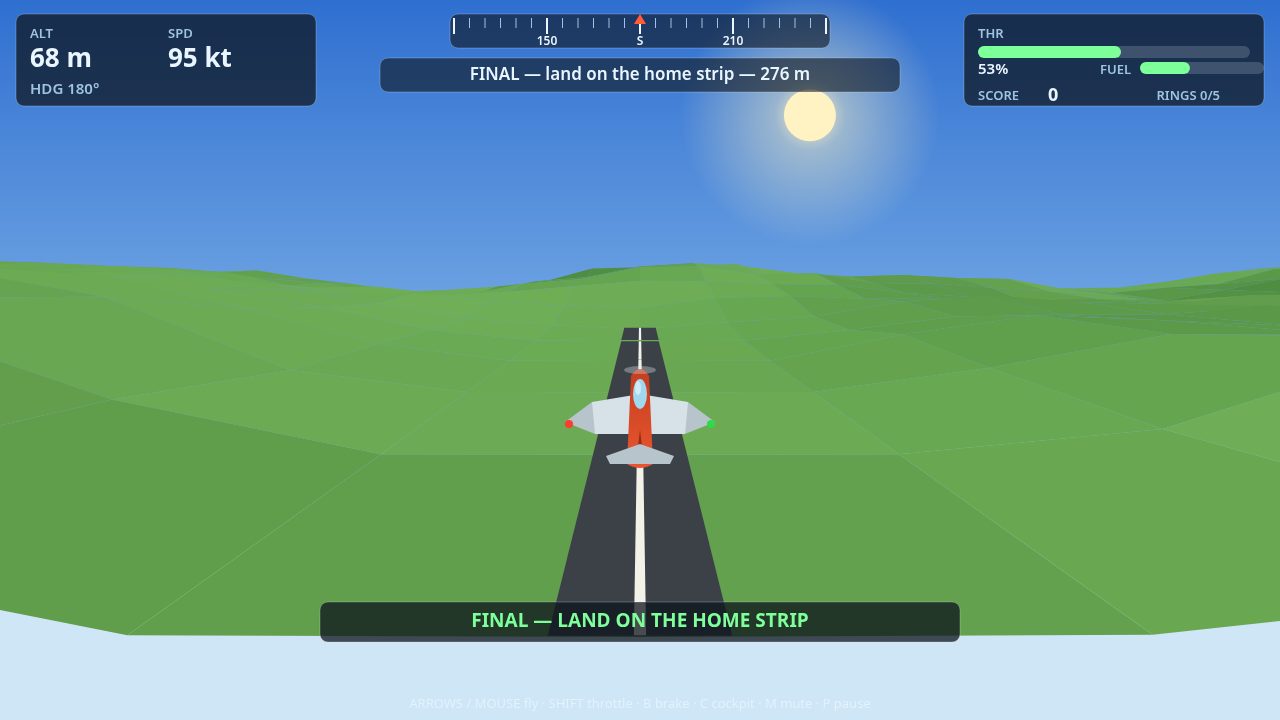 ALT SPD
68 m 95 kt
HDG 180°
150 S 210
FINAL — land on the home strip — 276 m
THR
53% FUEL
SCORE 0 RINGS 0/5
FINAL — LAND ON THE HOME STRIP
ARROWS / MOUSE fly · SHIFT throttle · B brake · C cockpit · M mute · P pause